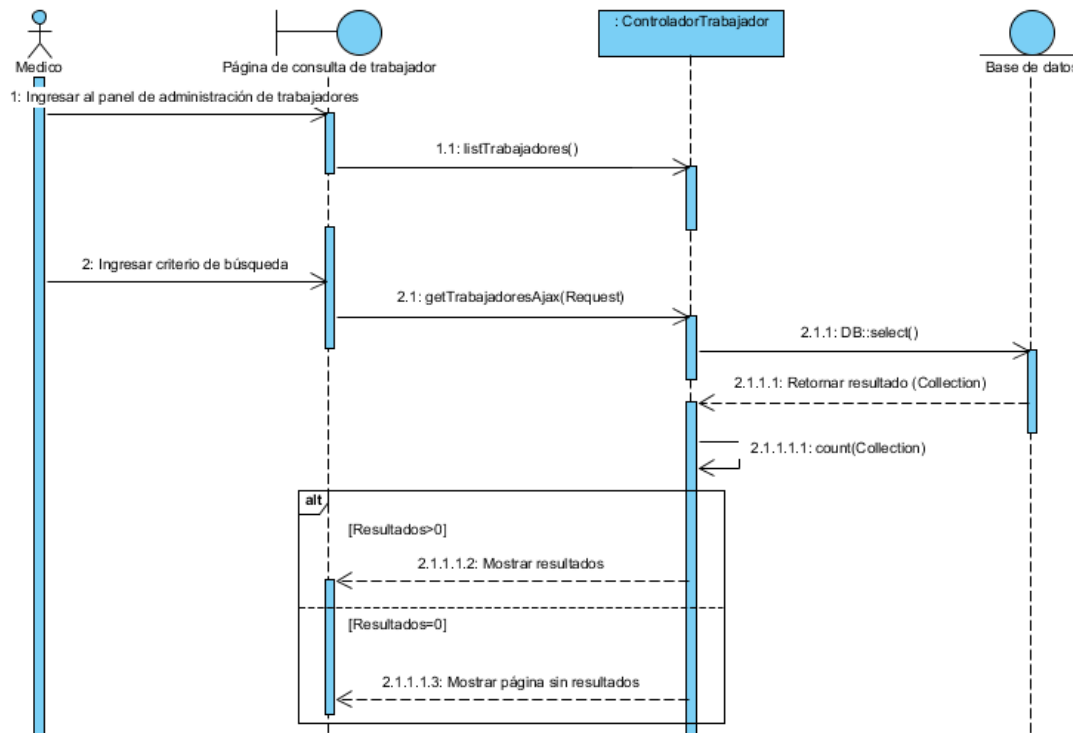 : ControladorTrabajador
Medico
Página de consulta de trabajador
Base de datos
1: Ingresar al panel de administración de trabajadores
1.1: listTrabajadores()
2: Ingresar criterio de búsqueda
2.1: getTrabajadoresAjax(Request)
2.1.1: DB::select()
2.1.1.1: Retornar resultado (Collection)
2.1.1.1.1: count(Collection)
alt
[Resultados>0]
2.1.1.1.2: Mostrar resultados
[Resultados=0]
2.1.1.1.3: Mostrar página sin resultados